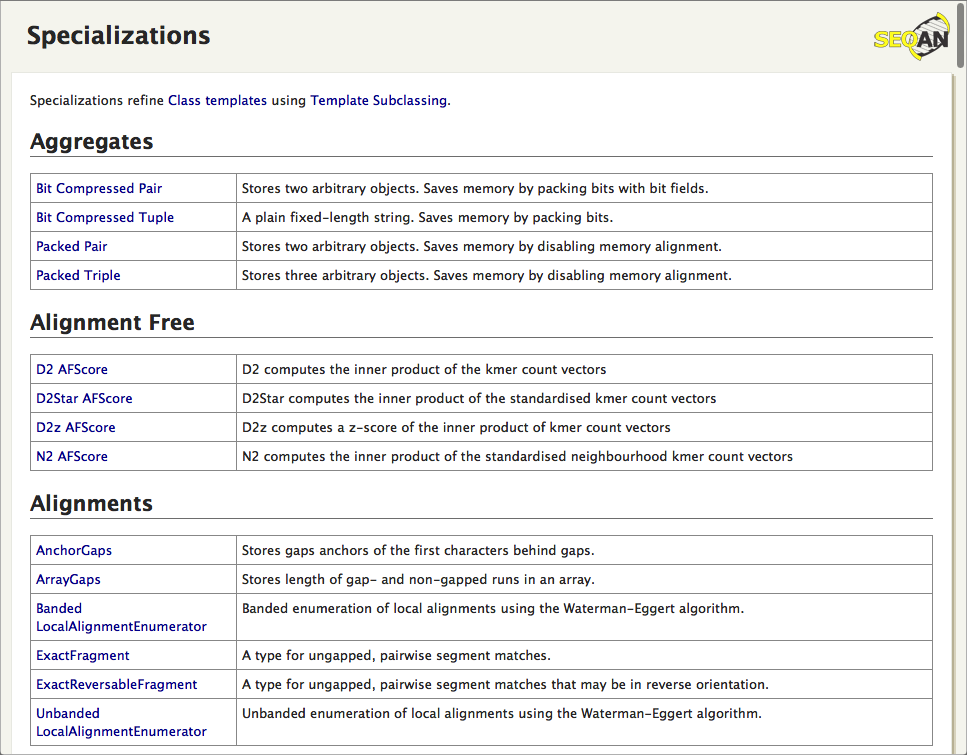 Specializations
SEQAN
Specializations refine Class templates using Template Subclassing.
Aggregates
Bit Compressed Pair Stores two arbitrary objects. Saves memory by packing bits with bit fields.
Bit Compressed Tuple A plain fixed-length string. Saves memory by packing bits.
Packed Pair Stores two arbitrary objects. Saves memory by disabling memory alignment.
Packed Triple Stores three arbitrary objects. Saves memory by disabling memory alignment.
Alignment Free
D2 AFScore D2 computes the inner product of the kmer count vectors
D2Star AFScore D2Star computes the inner product of the standardised kmer count vectors
D2z AFScore D2z computes a z-score of the inner product of kmer count vectors
N2 AFScore N2 computes the inner product of the standardised neighbourhood kmer count vectors
Alignments
AnchorGaps Stores gaps anchors of the first characters behind gaps.
ArrayGaps Stores length of gap- and non-gapped runs in an array.
Banded Banded enumeration of local alignments using the Waterman-Eggert algorithm.
LocalAlignmentEnumerator
ExactFragment A type for ungapped, pairwise segment matches.
ExactReversableFragment A type for ungapped, pairwise segment matches that may be in reverse orientation.
Unbanded Unbanded enumeration of local alignments using the Waterman-Eggert algorithm.
LocalAlignmentEnumerator